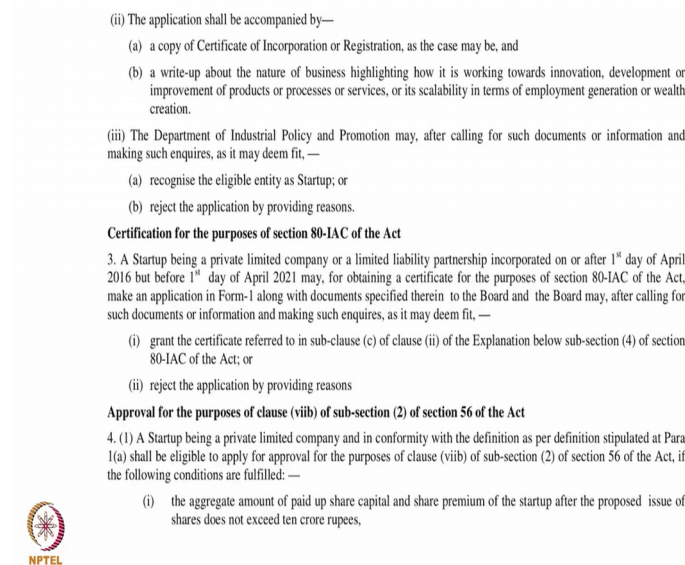 (ii) The application shall be accompanied by—
(a) a copy of Certificate of Incorporation or Registration, as the case may be, and
(b) a write-up about the nature of business highlighting how it is working towards innovation, development or
improvement of products or processes or services, or its scalability in terms of employment generation or wealth
creation.
(iii) The Department of Industrial Policy and Promotion may, after calling for such documents or information and
making such enquires, as it may deem fit, —
(a) recognise the eligible entity as Startup; or
(b) reject the application by providing reasons.
Certification for the purposes of section 80-IAC of the Act
3. A Startup being a private limited company or a limited liability partnership incorporated on or after 1st day of April
2016 but before 1st day of April 2021 may, for obtaining a certificate for the purposes of section 80-IAC of the Act,
make an application in Form-1 along with documents specified therein to the Board and the Board may, after calling for
such documents or information and making such enquires, as it may deem fit, —
(i) grant the certificate referred to in sub-clause (c) of clause (ii) of the Explanation below sub-section (4) of section
80-IAC of the Act; or
(ii) reject the application by providing reasons
Approval for the purposes of clause (viib) of sub-section (2) of section 56 of the Act
4. (1) A Startup being a private limited company and in conformity with the definition as per definition stipulated at Para
1(a) shall be eligible to apply for approval for the purposes of clause (viib) of sub-section (2) of section 56 of the Act, if
the following conditions are fulfilled: —
(i) the aggregate amount of paid up share capital and share premium of the startup after the proposed issue of
shares does not exceed ten crore rupees,
NPTEL